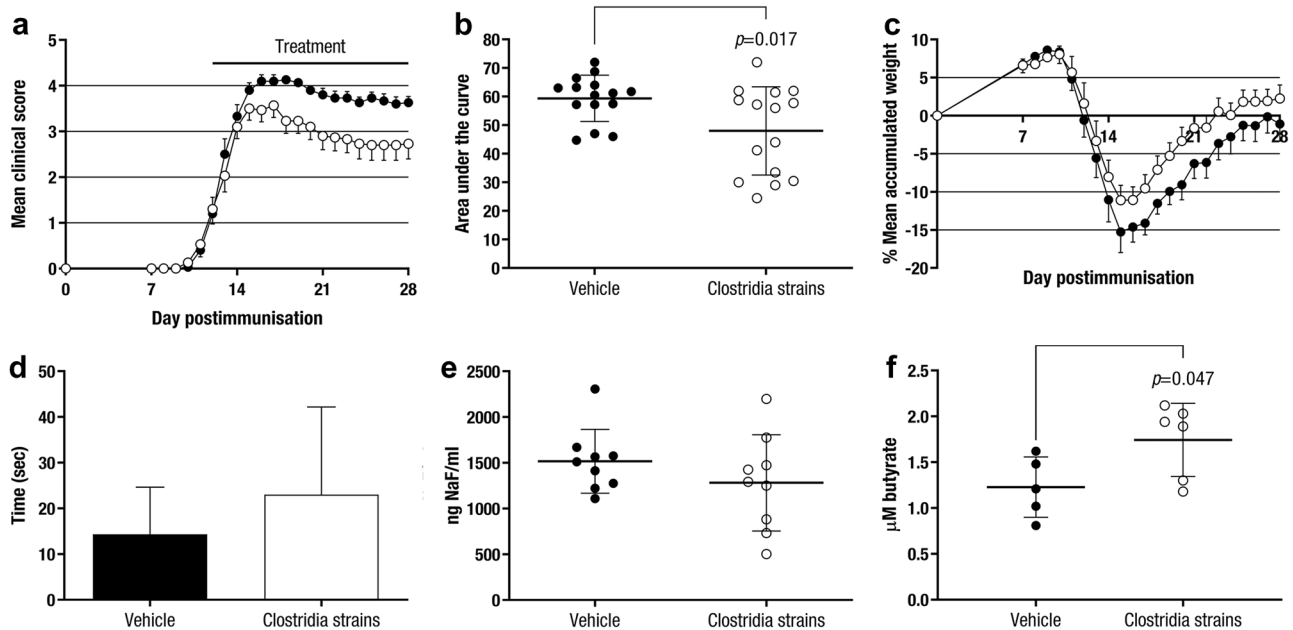 a
5
4
3
2
1
0
Mean clinical score
Treatment
0 7 14 21 28
Day postimmunisation
b
80
70
60
50
40
30
20
10
0
Area under the curve
p=0.017
Vehicle Clostridia strains
c
10
5
0
-5
-10
-15
-20
% Mean accumulated weight
7 14 21 28
Day postimmunisation
d
50
40
30
20
10
0
Time (sec)
Vehicle Clostridia strains
e
2500
2000
1500
1000
500
0
ng NaF/ml
Vehicle Clostridia strains
f
2.5
2.0
1.5
1.0
0.5
0.0
μM butyrate
p=0.047
Vehicle Clostridia strains